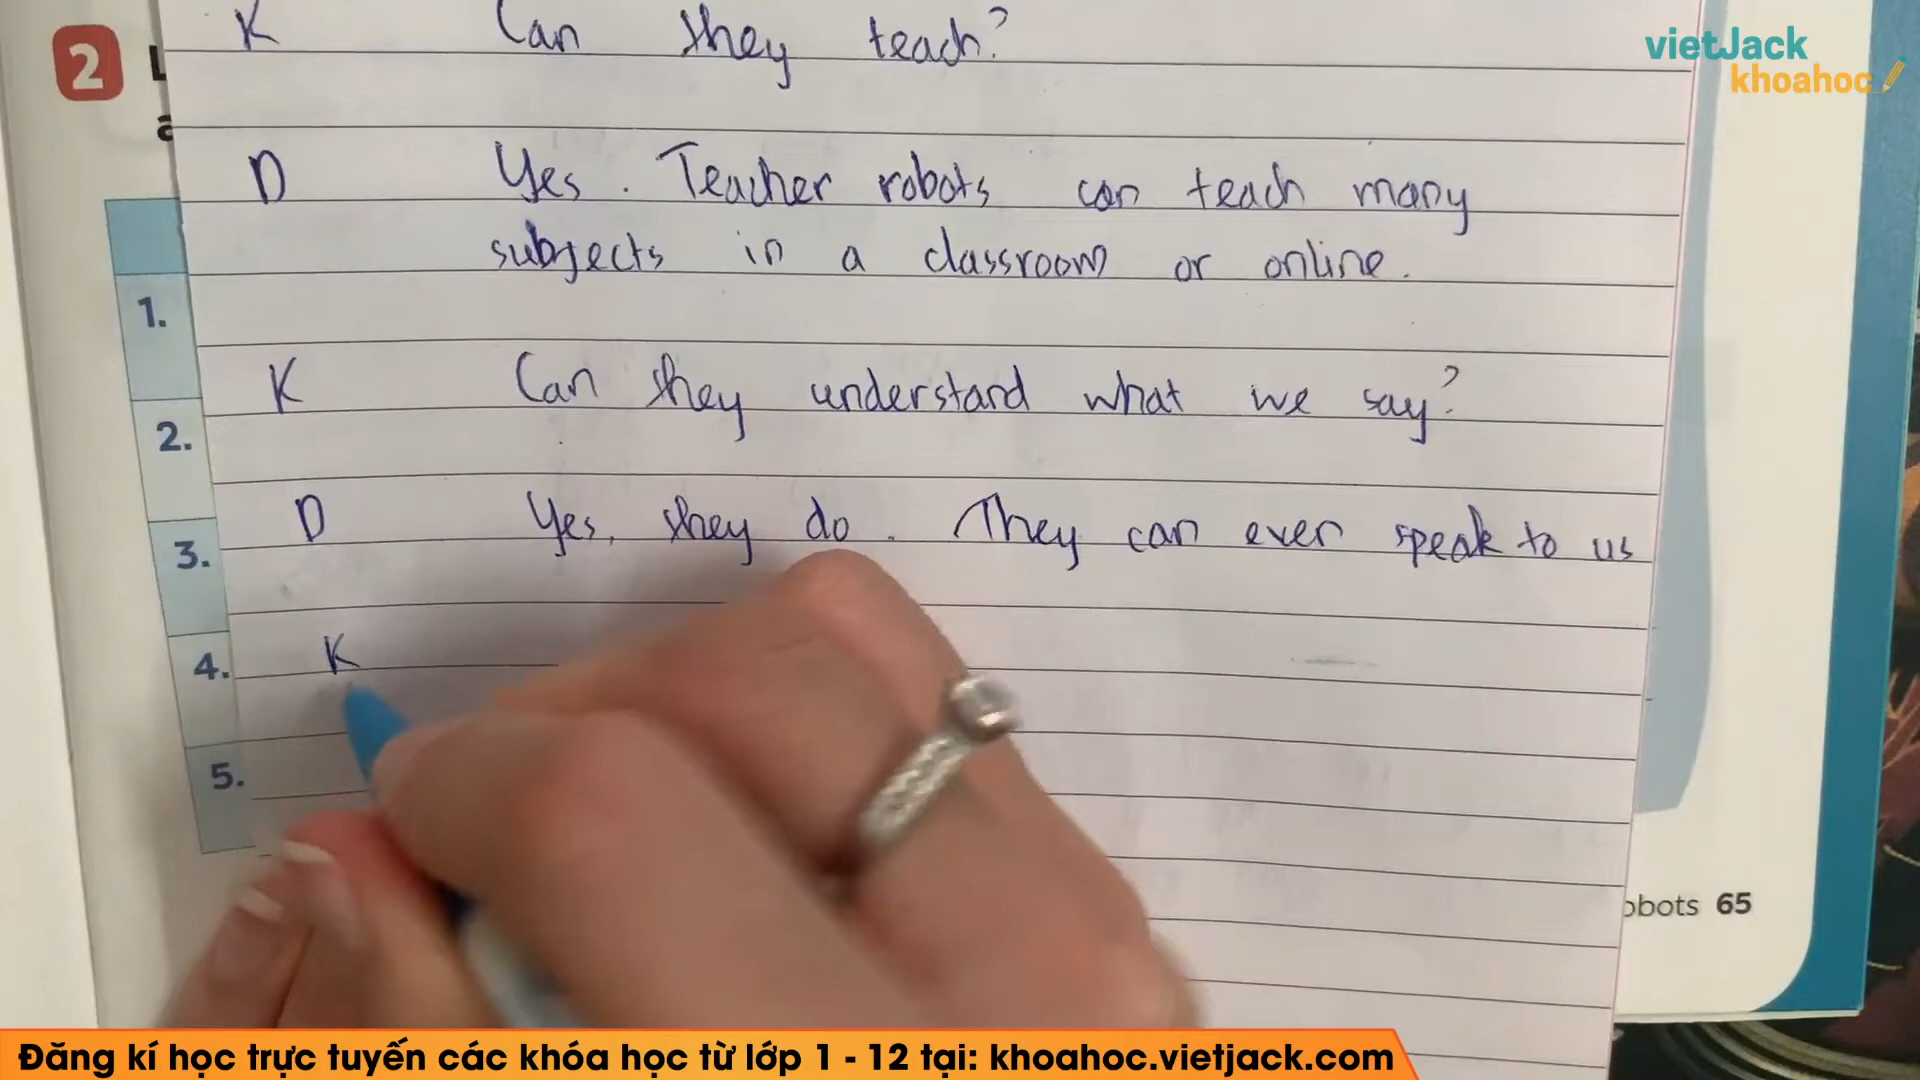 vietJack
khoahoc
2
K Can they teach?
D Yes. Teacher robots can teach many
subjects in a classroom or online.
K Can they understand what we say?
D Yes, they do. They can even speak to us
K
1.
2.
3.
4.
5.
65
Đăng kí học trực tuyến các khóa học từ lớp 1 - 12 tại: khoahoc.vietjack.com